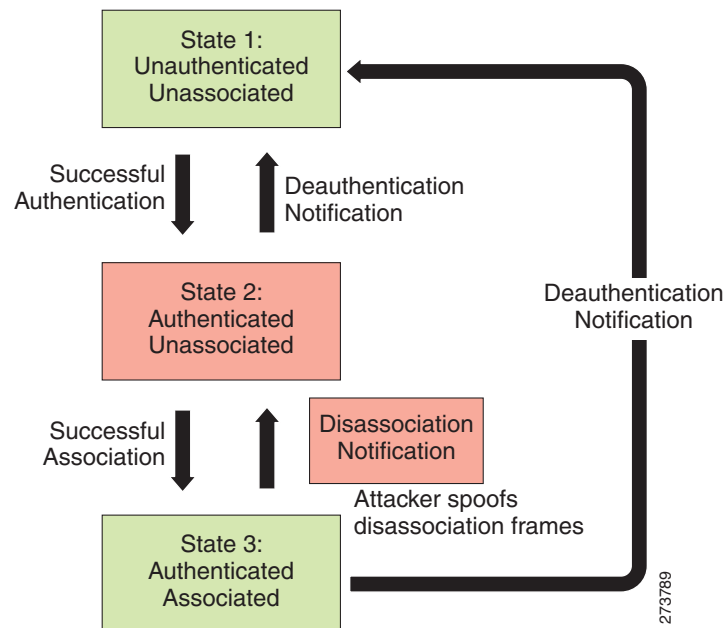 State 1:
Unauthenticated
Unassociated
Successful
Authentication
Deauthentication
Notification
State 2:
Authenticated
Unassociated
Deauthentication
Notification
Successful
Association
Disassociation
Notification
Attacker spoofs
disassociation frames
State 3:
Authenticated
Associated
273789